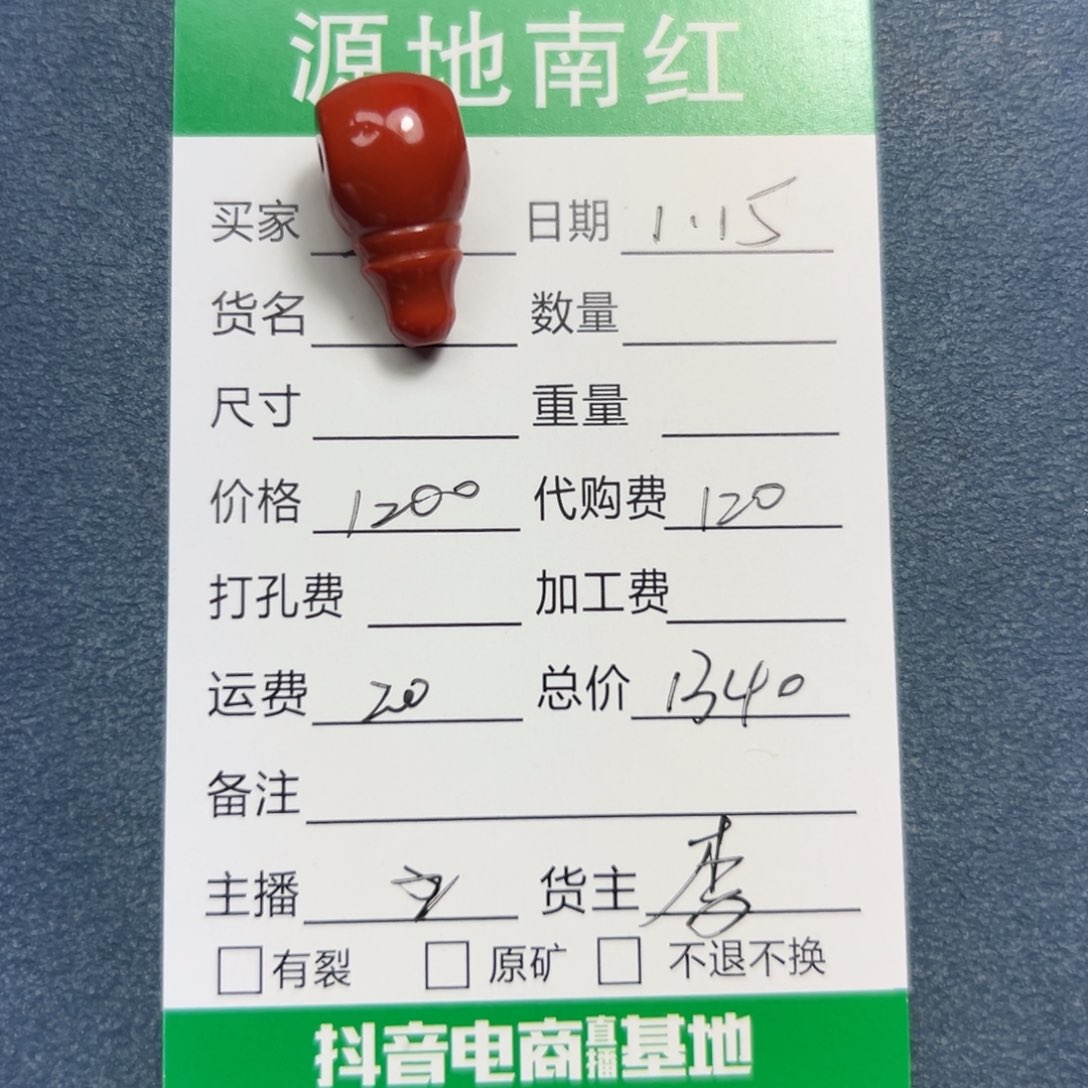 源地南红
买家 日期 1.15
货名 数量
尺寸 重量
价格 1200 代购费 120
打孔费 加工费
运费 20 总价 1340
备注
主播 货主 李
有裂 原矿 不退不换
抖音电商直播基地